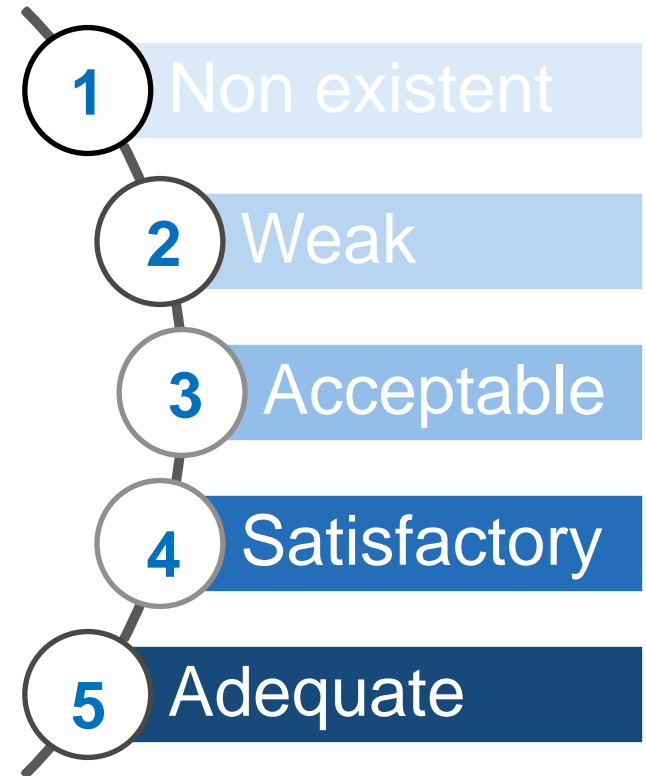 1 Non existent
2 Weak
3 Acceptable
4 Satisfactory
5 Adequate